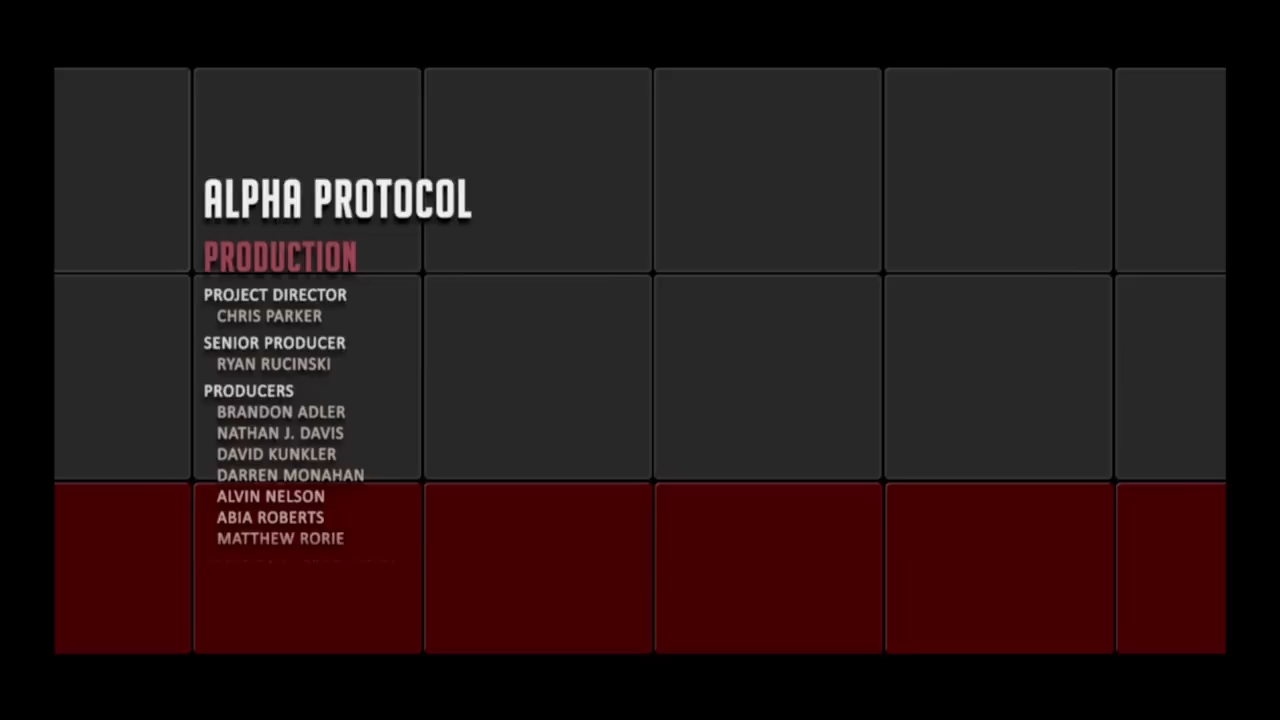 ALPHA PROTOCOL
PRODUCTION
PROJECT DIRECTOR
CHRIS PARKER
SENIOR PRODUCER
RYAN RUCINSKI
PRODUCERS
BRANDON ADLER
NATHAN J. DAVIS
DAVID KUNKLER
DARREN MONAHAN
ALVIN NELSON
ABIA ROBERTS
MATTHEW RORIE